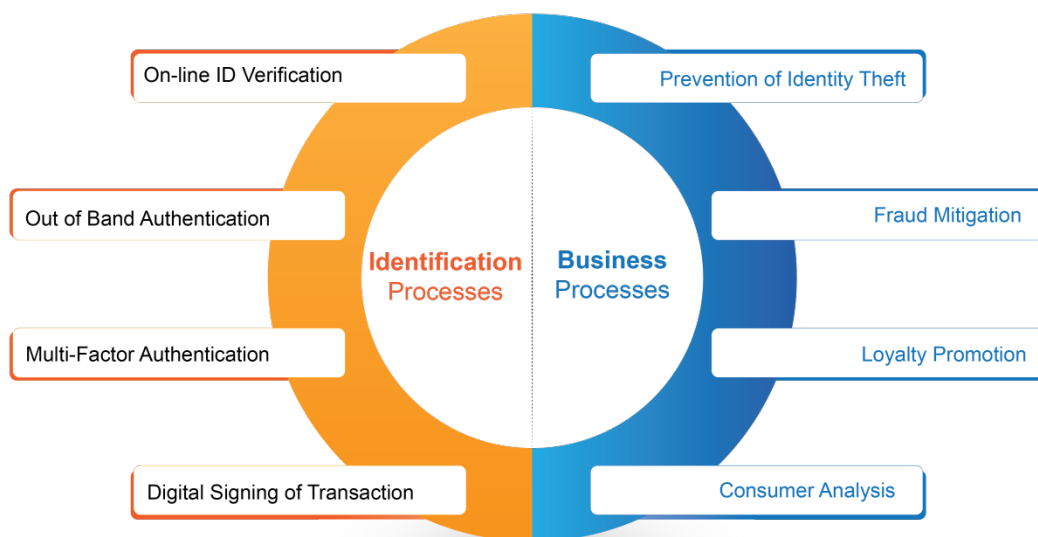 On-line ID Verification
Out of Band Authentication
Multi-Factor Authentication
Digital Signing of Transaction
Identification
Processes
Business
Processes
Prevention of Identity Theft
Fraud Mitigation
Loyalty Promotion
Consumer Analysis